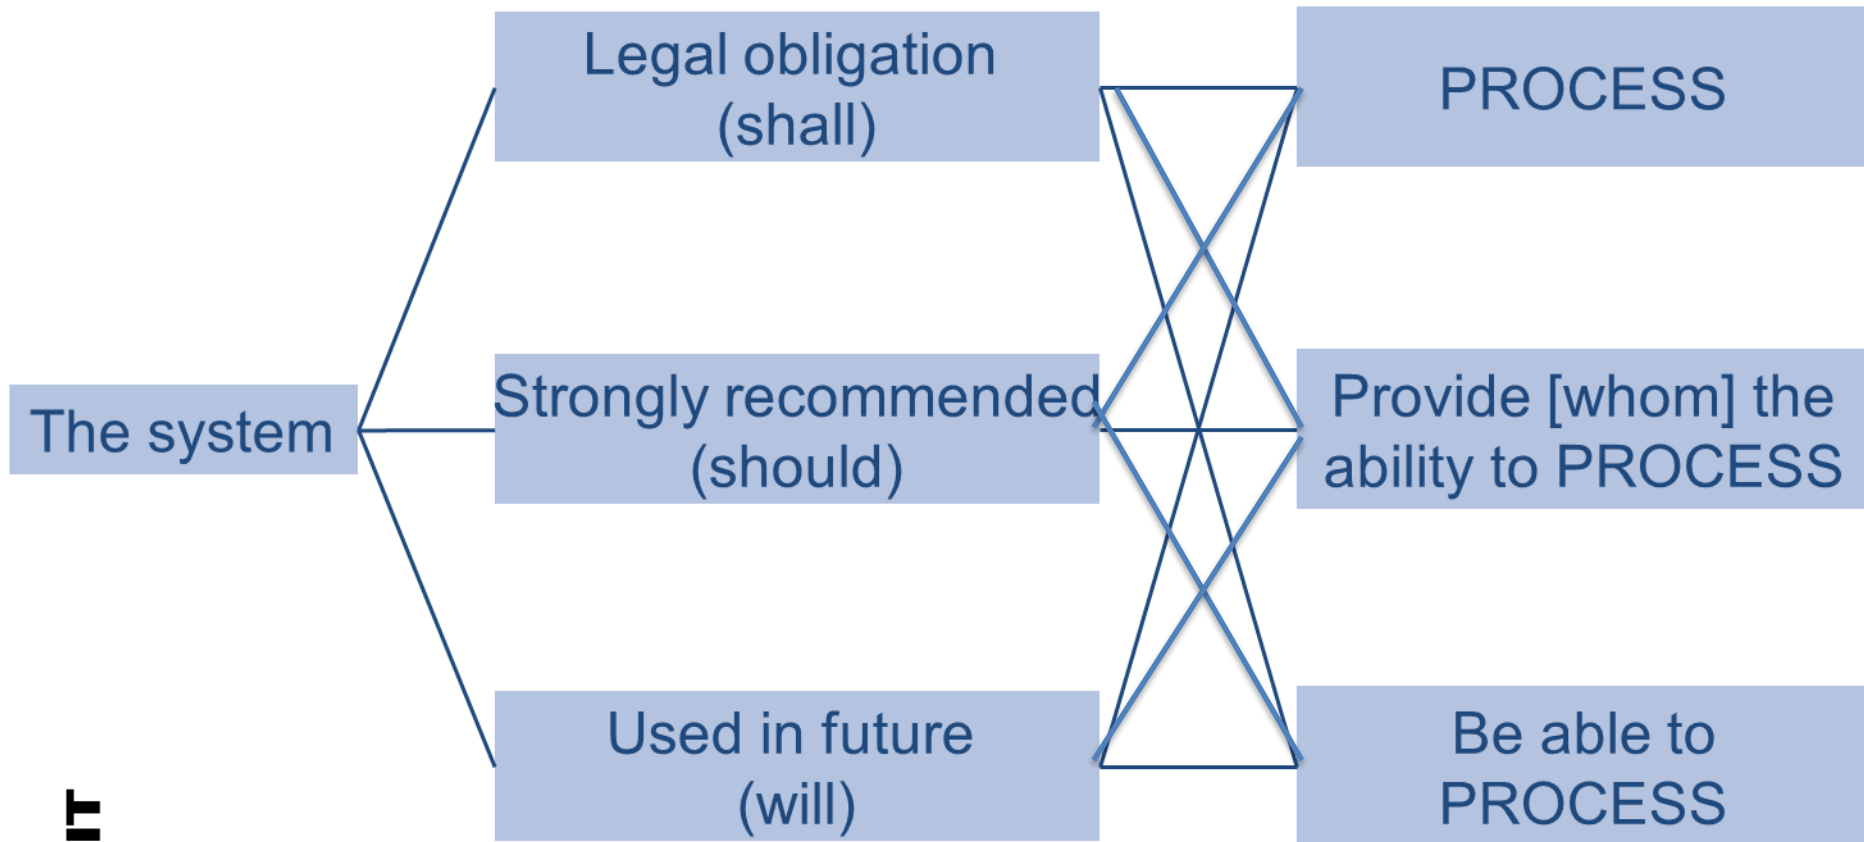 Legal obligation
(shall)
PROCESS
The system
Strongly recommended
(should)
Provide [whom] the
ability to PROCESS
Used in future
(will)
Be able to
PROCESS
IT